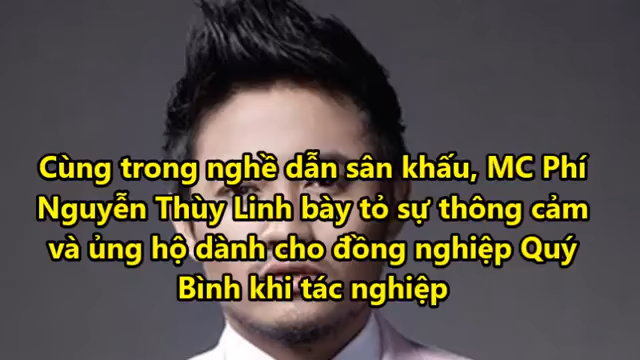 Cùng trong nghề dẫn sân khấu, MC Phí
Nguyễn Thùy Linh bày tỏ sự thông cảm
và ủng hộ dành cho đồng nghiệp Quý
Bình khi tác nghiệp